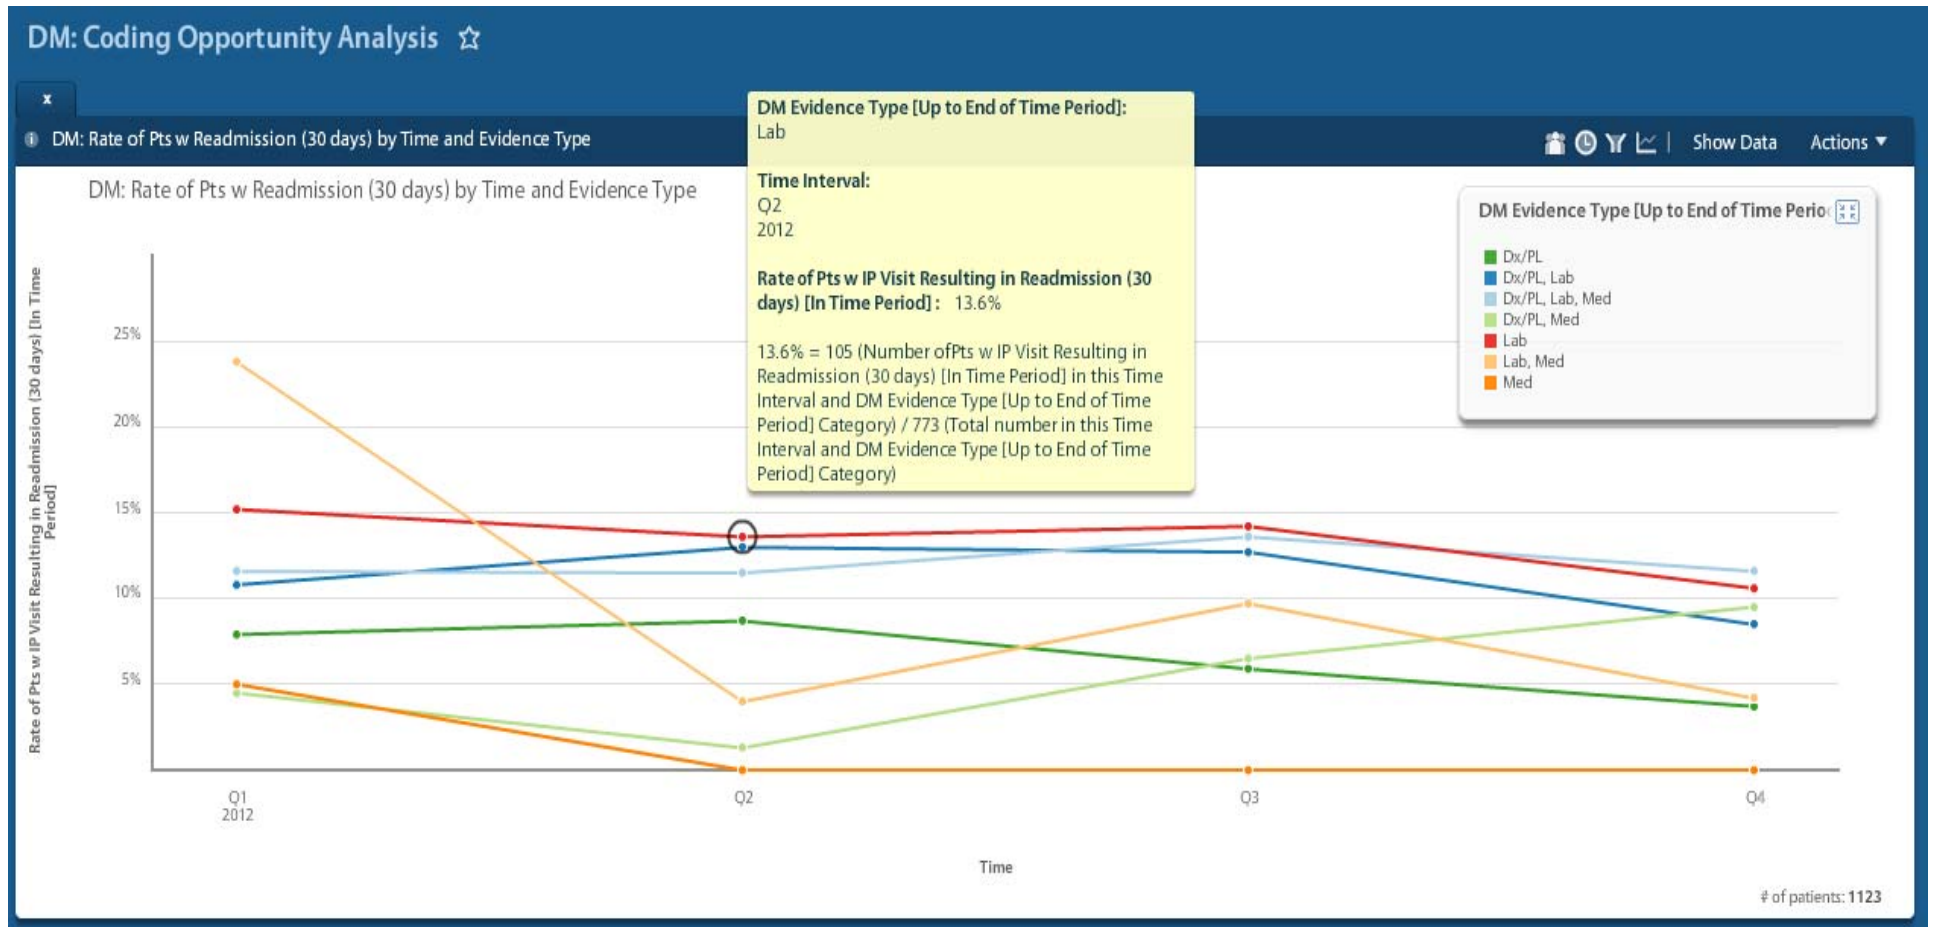 DM: Coding Opportunity Analysis
x
DM: Rate of Pts w Readmission (30 days) by Time and Evidence Type
Show Data
Actions
DM: Rate of Pts w Readmission (30 days) by Time and Evidence Type
DM Evidence Type [Up to End of Time Period]:
Lab
Time Interval:
Q2
2012
Rate of Pts w IP Visit Resulting in Readmission (30
days) [In Time Period] : 13.6%
13.6% = 105 (Number ofPts w IP Visit Resulting in
Readmission (30 days) [In Time Period] in this Time
Interval and DM Evidence Type [Up to End of Time
Period] Category) / 773 (Total number in this Time
Interval and DM Evidence Type [Up to End of Time
Period] Category)
DM Evidence Type [Up to End of Time Perio
Dx/PL
Dx/PL, Lab
Dx/PL, Lab, Med
Dx/PL, Med
Lab
Lab, Med
Med
Rate of Pts w IP Visit Resulting in Readmission (30 days) [In Time
Period]
25%
20%
15%
10%
5%
Q1
2012
Q2
Q3
Q4
Time
# of patients: 1123